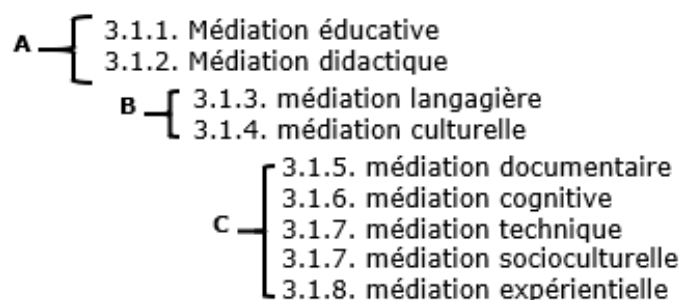 A
3.1.1. Médiation éducative
3.1.2. Médiation didactique
B
3.1.3. médiation langagière
3.1.4. médiation culturelle
C
3.1.5. médiation documentaire
3.1.6. médiation cognitive
3.1.7. médiation technique
3.1.7. médiation socioculturelle
3.1.8. médiation expérientielle